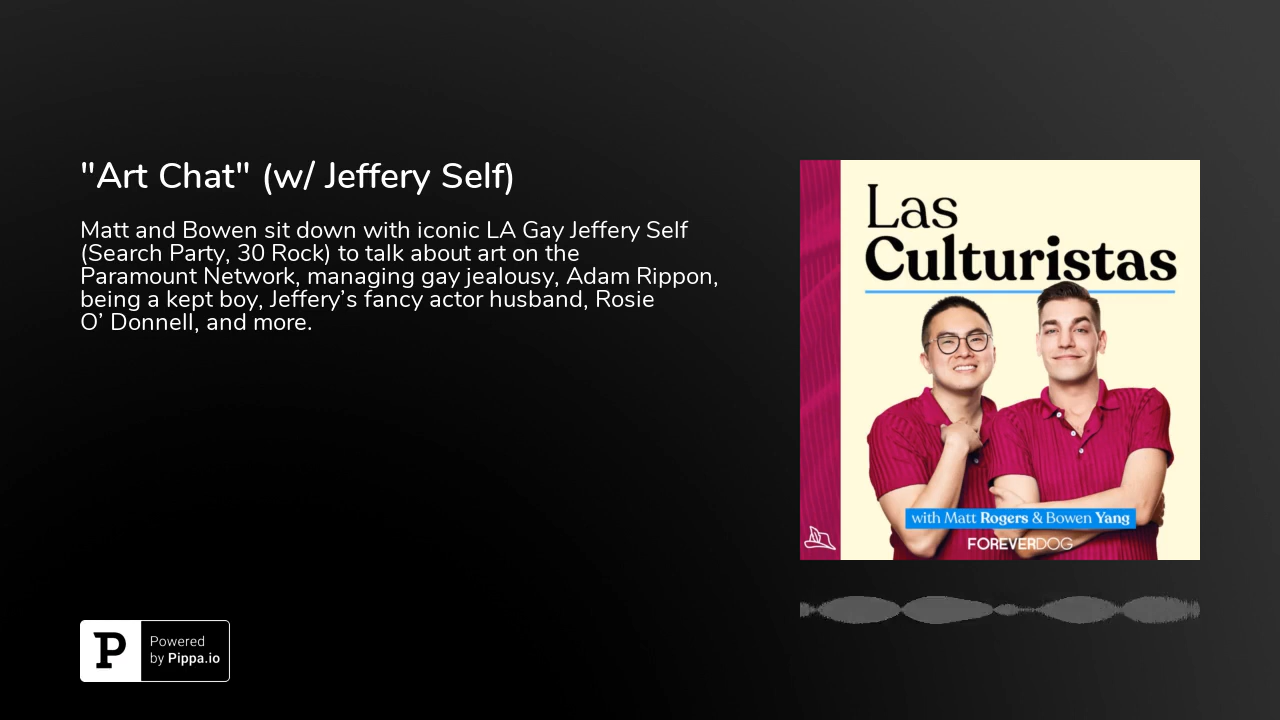 "Art Chat" (w/ Jeffery Self)
Matt and Bowen sit down with iconic LA Gay Jeffery Self
(Search Party, 30 Rock) to talk about art on the
Paramount Network, managing gay jealousy, Adam Rippon,
being a kept boy, Jeffery’s fancy actor husband, Rosie
O’ Donnell, and more.
Las
Culturistas
with Matt Rogers & Bowen Yang
FOREVERDOG
P
Powered
by Pippa.io